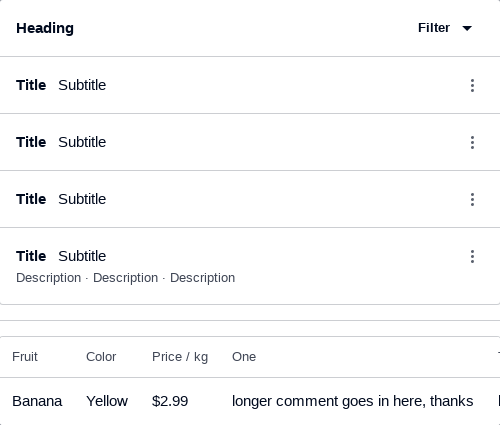 Heading Filter
Title Subtitle
Title Subtitle
Title Subtitle
Title Subtitle
Description · Description · Description
Fruit Color Price / kg One
Banana Yellow $2.99 longer comment goes in here, thanks